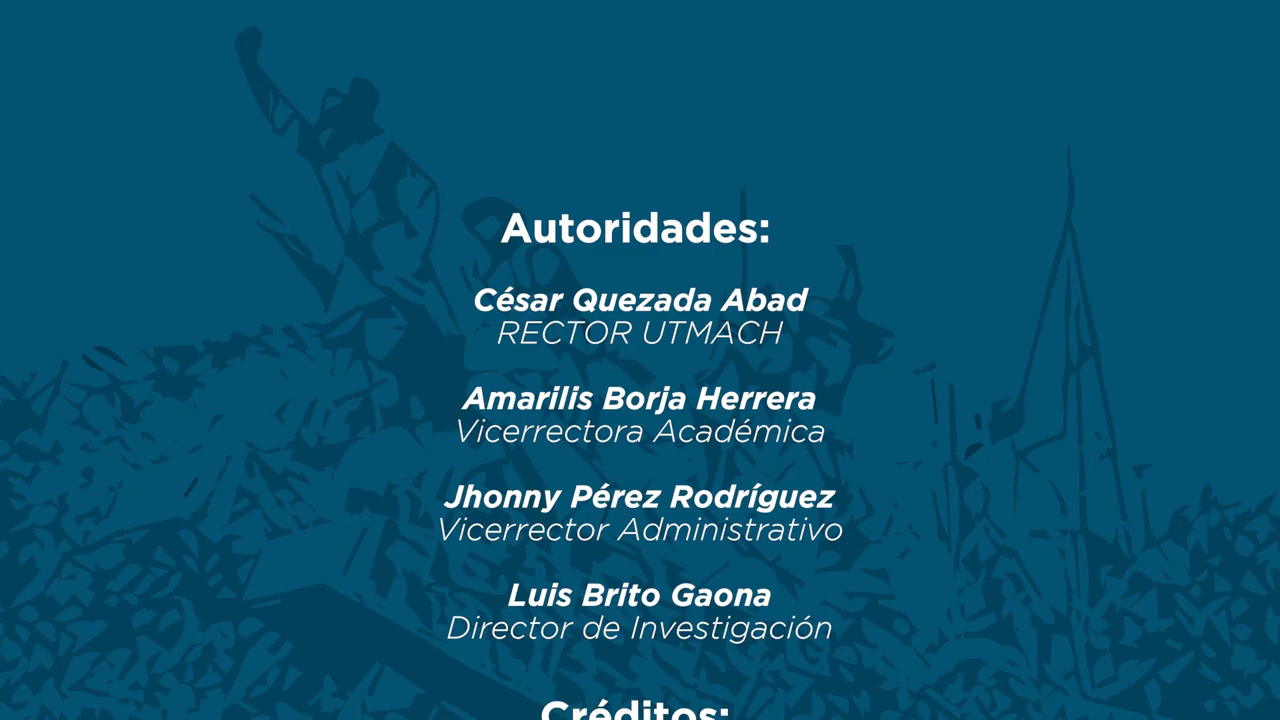 Autoridades:
César Quezada Abad
RECTOR UTMACH
Amarilis Borja Herrera
Vicerrectora Académica
Jhonny Pérez Rodríguez
Vicerrector Administrativo
Luis Brito Gaona
Director de Investigación
Créditos: